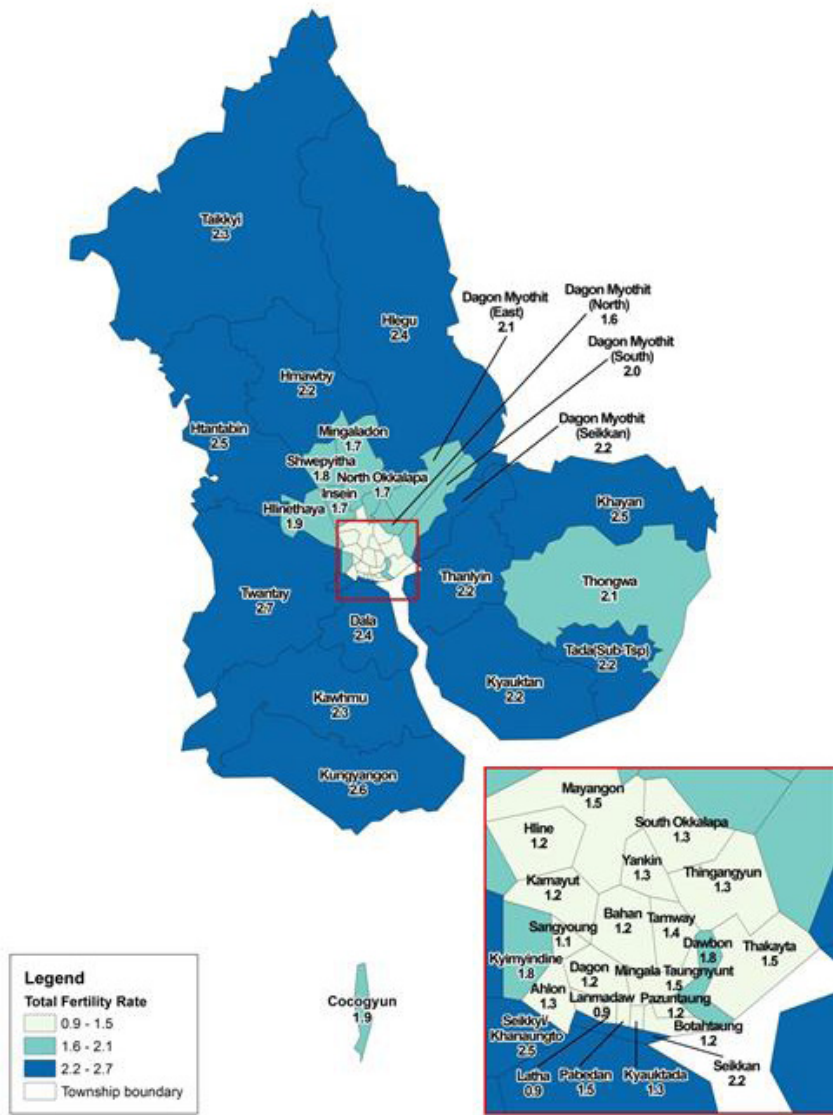 Taikkyi
2.3
Hlegu
2.4
Dagon Myothit
(East)
2.1
Dagon Myothit
(North)
1.6
Dagon Myothit
(South)
2.0
Dagon Myothit
(Seikkan)
2.2
Hmawby
2.2
Htantabin
2.5
Mingaladon
1.7
Shwepyitha
1.8
North Okkalapa
1.7
Insein
1.7
Hlinethaya
1.9
Khayan
2.5
Thongwa
2.1
Thanlyin
2.2
Twantay
2.7
Dala
2.4
Tada(Sub-Tsp)
2.2
Kyauktan
2.2
Kawhmu
2.3
Kungyangon
2.6
Mayangon
1.5
Hline
1.2
South Okkalapa
1.3
Yankin
1.3
Thingangyun
1.3
Kamayut
1.2
Bahan
1.2
Tamway
1.4
Sangyoung
1.1
Dawbon
1.8
Thakayta
1.5
Kyimyindine
1.8
Dagon
1.2
Mingala Taungnyunt
1.5
Ahlon
1.3
Lanmadaw
0.9
Pazuntaung
1.2
Botahtaung
1.2
Seikkyi/
Khanaungto
2.5
Latha
0.9
Pabedan
1.5
Kyauktada
1.3
Seikkan
2.2
Cocogyun
1.9
Legend
Total Fertility Rate
0.9 - 1.5
1.6 - 2.1
2.2 - 2.7
Township boundary